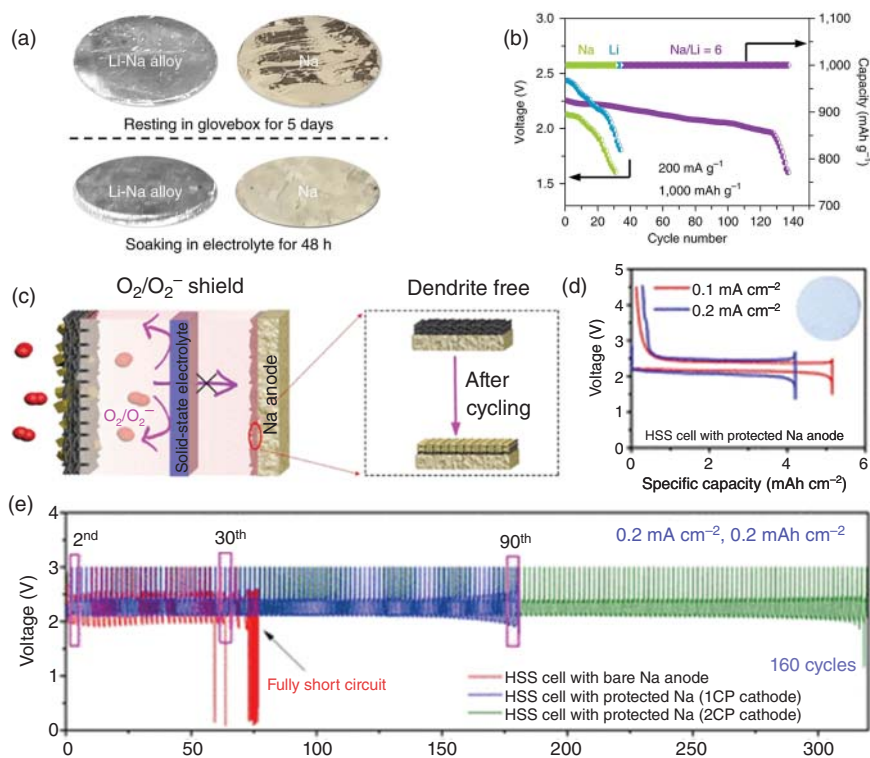 (a)
Li-Na alloy
Na
Resting in glovebox for 5 days
Li-Na alloy
Na
Soaking in electrolyte for 48 h
(b)
3.0
2.5
2.0
1.5
Voltage (V)
Na Li Na/Li = 6
200 mA g⁻¹
1,000 mAh g⁻¹
0 20 40 60 80 100 120 140
Cycle number
1,100
1,000
900
800
700
Capacity (mAh g⁻¹)
(c)
O₂/O₂⁻ shield
O₂/O₂⁻
Solid-state electrolyte
Na anode
Dendrite free
After
cycling
(d)
5
4
3
2
1
0
Voltage (V)
0.1 mA cm⁻²
0.2 mA cm⁻²
HSS cell with protected Na anode
0 2 4 6
Specific capacity (mAh cm⁻²)
(e)
4
3
2
1
0
Voltage (V)
2nd
30th
90th
0.2 mA cm⁻², 0.2 mAh cm⁻²
Fully short circuit
160 cycles
HSS cell with bare Na anode
HSS cell with protected Na (1CP cathode)
HSS cell with protected Na (2CP cathode)
0 50 100 150 200 250 300